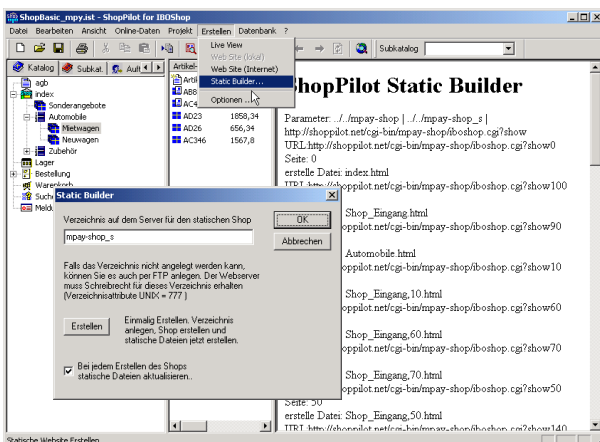 ShopBasic_mpy.ist - ShopPilot for IBOShop
Datei Bearbeiten Ansicht Online-Daten Projekt Erstellen Datenbank ?
Subkatalog
Live View
Web Site (lokal)
Web Site (Internet)
Static Builder...
Optionen ...
Katalog Subkat.
agb
index
Sonderangebote
Automobile
Mietwagen
Neuwagen
Zubehör
Lager
Bestellung
Artikel-
AD23 1858,34
AD26 656,34
AC346 1567,8
ShopPilot Static Builder
Parameter: ../../mpay-shop | ../../mpay-shop_s |
http://shoppilot.net/cgi-bin/mpay-shop/iboshop.cgi?show
URL:http://shoppilot.net/cgi-bin/mpay-shop/iboshop.cgi?show0
Seite: 0
erstelle Datei: index.html
URL:http://shoppilot.net/cgi-bin/mpay-shop/iboshop.cgi?show100
Shop_Eingang.html
oppilot.net/cgi-bin/mpay-shop/iboshop.cgi?show90
Automobile.html
oppilot.net/cgi-bin/mpay-shop/iboshop.cgi?show10
Shop_Eingang,10.html
oppilot.net/cgi-bin/mpay-shop/iboshop.cgi?show60
Shop_Eingang,60.html
oppilot.net/cgi-bin/mpay-shop/iboshop.cgi?show70
Shop_Eingang,70.html
oppilot.net/cgi-bin/mpay-shop/iboshop.cgi?show50
Seite: 50
erstelle Datei: Shop_Eingang,50.html
URL:http://shoppilot.net/cgi-bin/mpay-shop/iboshop.cgi?show140
Static Builder
Verzeichnis auf dem Server für den statischen Shop
mpay-shop_s
OK
Abbrechen
Falls das Verzeichnis nicht angelegt werden kann,
können Sie es auch per FTP anlegen. Der Webserver
muss Schreibrecht für dieses Verzeichnis erhalten
(Verzeichnisattribute UNIX = 777 )
Erstellen
Einmalig Erstellen. Verzeichnis
anlegen, Shop erstellen und
statische Dateien jetzt erstellen.
Bei jedem Erstellen des Shops
statische Dateien aktualisieren..
Statische Website Erstellen